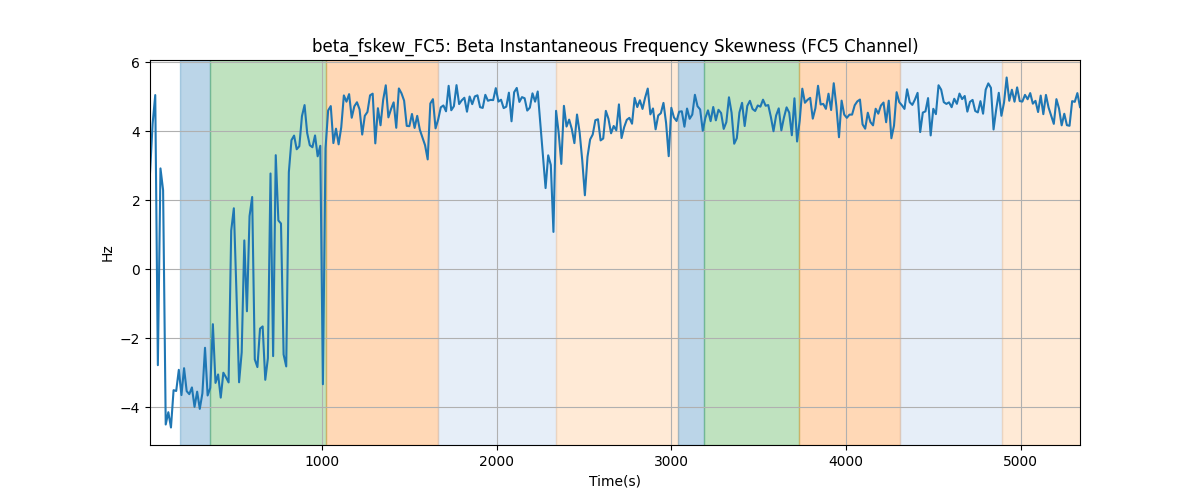 beta_fskew_FC5: Beta Instantaneous Frequency Skewness (FC5 Channel)
Hz
6
4
2
0
−2
−4
1000 2000 3000 4000 5000
Time(s)